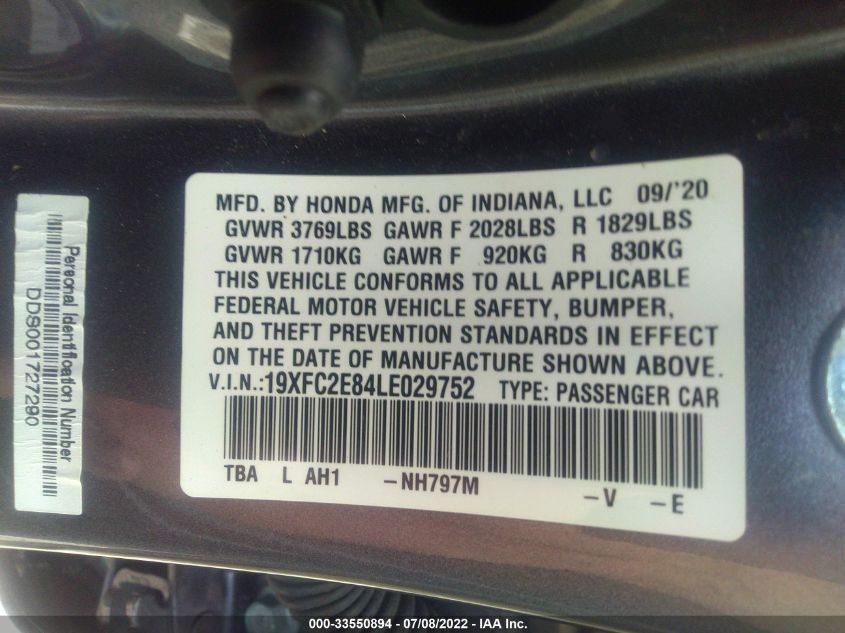 MFD. BY HONDA MFG. OF INDIANA, LLC 09/'20
GVWR 3769LBS GAWR F 2028LBS R 1829LBS
GVWR 1710KG GAWR F 920KG R 830KG
THIS VEHICLE CONFORMS TO ALL APPLICABLE
FEDERAL MOTOR VEHICLE SAFETY, BUMPER,
AND THEFT PREVENTION STANDARDS IN EFFECT
ON THE DATE OF MANUFACTURE SHOWN ABOVE.
V.I.N.:19XFC2E84LE029752 TYPE: PASSENGER CAR
TBA L AH1 -NH797M -V -E
Personal Identification Number
DDS001727290
000-33550894 - 07/08/2022 - IAA Inc.